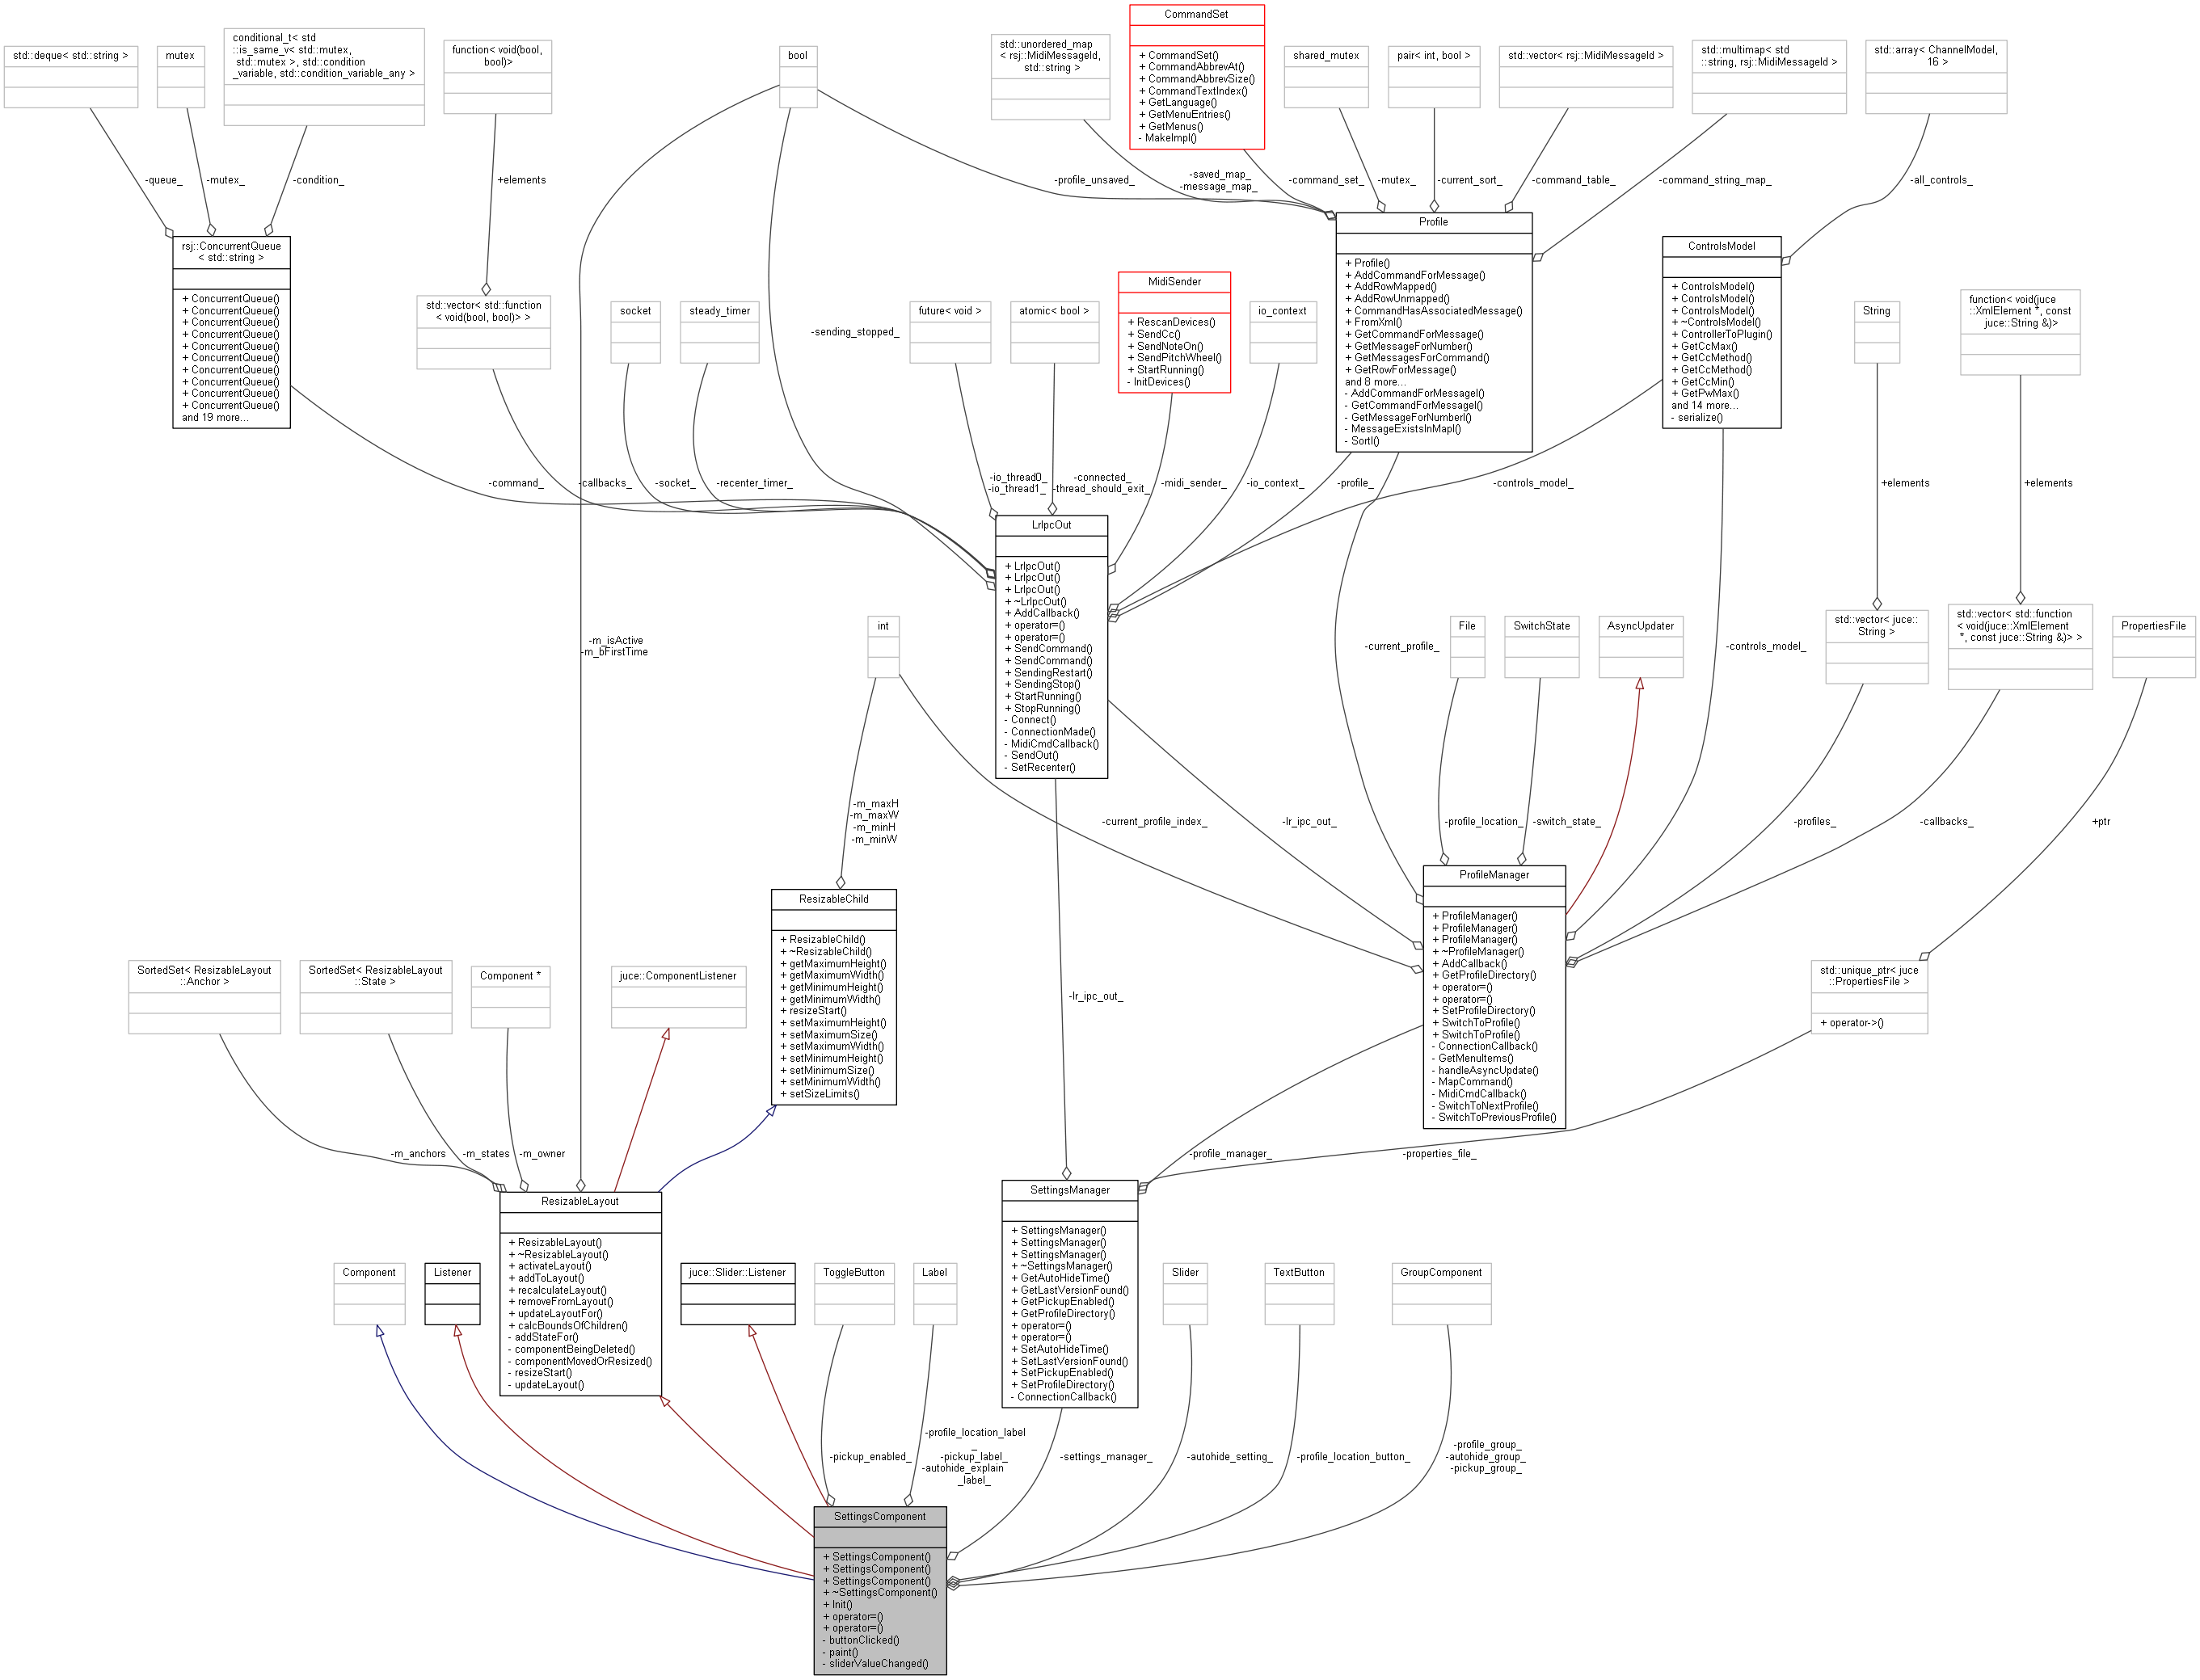 CommandSet
+ CommandSet()
+ CommandAbbrevAt()
+ CommandAbbrevSize()
+ CommandTextIndex()
+ GetLanguage()
+ GetMenuEntries()
+ GetMenus()
- MakeImpl()
std::deque< std::string >
mutex
conditional_t< std
::is_same_v< std::mutex,
std::mutex >, std::condition
_variable, std::condition_variable_any >
function< void(bool,
bool)>
bool
std::unordered_map
< rsj::MidiMessageId,
std::string >
shared_mutex
pair< int, bool >
std::vector< rsj::MidiMessageId >
std::multimap< std
::string, rsj::MidiMessageId >
std::array< ChannelModel,
16 >
-queue_
-mutex_
-condition_
+elements
-profile_unsaved_
-saved_map_
-message_map_
-command_set_
-mutex_
-current_sort_
-command_table_
-command_string_map_
-all_controls_
rsj::ConcurrentQueue
< std::string >
+ ConcurrentQueue()
+ ConcurrentQueue()
+ ConcurrentQueue()
+ ConcurrentQueue()
+ ConcurrentQueue()
+ ConcurrentQueue()
+ ConcurrentQueue()
+ ConcurrentQueue()
+ ConcurrentQueue()
+ ConcurrentQueue()
and 19 more...
std::vector< std::function
< void(bool, bool)> >
socket
steady_timer
-sending_stopped_
future< void >
atomic< bool >
MidiSender
+ RescanDevices()
+ SendCc()
+ SendNoteOn()
+ SendPitchWheel()
+ StartRunning()
- InitDevices()
io_context
Profile
+ Profile()
+ AddCommandForMessage()
+ AddRowMapped()
+ AddRowUnmapped()
+ CommandHasAssociatedMessage()
+ FromXml()
+ GetCommandForMessage()
+ GetMessageForNumber()
+ GetMessagesForCommand()
+ GetRowForMessage()
and 8 more...
- AddCommandForMessageI()
- GetCommandForMessageI()
- GetMessageForNumberI()
- MessageExistsInMapI()
- SortI()
ControlsModel
+ ControlsModel()
+ ControlsModel()
+ ControlsModel()
+ ~ControlsModel()
+ ControllerToPlugin()
+ GetCcMax()
+ GetCcMethod()
+ GetCcMethod()
+ GetCcMin()
+ GetPwMax()
and 14 more...
- serialize()
String
function< void(juce
::XmlElement *, const
juce::String &)>
-command_
-callbacks_
-socket_
-recenter_timer_
-io_thread0_
-io_thread1_
-connected_
-thread_should_exit_
-midi_sender_
-io_context_
-profile_
-controls_model_
+elements
+elements
LrIpcOut
+ LrIpcOut()
+ LrIpcOut()
+ LrIpcOut()
+ ~LrIpcOut()
+ AddCallback()
+ operator=()
+ operator=()
+ SendCommand()
+ SendCommand()
+ SendingRestart()
+ SendingStop()
+ StartRunning()
+ StopRunning()
- Connect()
- ConnectionMade()
- MidiCmdCallback()
- SendOut()
- SetRecenter()
-m_isActive
-m_bFirstTime
int
-current_profile_
File
SwitchState
AsyncUpdater
-controls_model_
std::vector< juce::
String >
std::vector< std::function
< void(juce::XmlElement
*, const juce::String &)> >
PropertiesFile
-m_maxH
-m_maxW
-m_minH
-m_minW
-current_profile_index_
-lr_ipc_out_
-profile_location_
-switch_state_
-profiles_
-callbacks_
+ptr
ResizableChild
+ ResizableChild()
+ ~ResizableChild()
+ getMaximumHeight()
+ getMaximumWidth()
+ getMinimumHeight()
+ getMinimumWidth()
+ resizeStart()
+ setMaximumHeight()
+ setMaximumSize()
+ setMaximumWidth()
+ setMinimumHeight()
+ setMinimumSize()
+ setMinimumWidth()
+ setSizeLimits()
ProfileManager
+ ProfileManager()
+ ProfileManager()
+ ProfileManager()
+ ~ProfileManager()
+ AddCallback()
+ GetProfileDirectory()
+ operator=()
+ operator=()
+ SetProfileDirectory()
+ SwitchToProfile()
+ SwitchToProfile()
- ConnectionCallback()
- GetMenuItems()
- handleAsyncUpdate()
- MapCommand()
- MidiCmdCallback()
- SwitchToNextProfile()
- SwitchToPreviousProfile()
SortedSet< ResizableLayout
::Anchor >
SortedSet< ResizableLayout
::State >
Component *
juce::ComponentListener
-lr_ipc_out_
std::unique_ptr< juce
::PropertiesFile >
+ operator->()
-m_anchors
-m_states
-m_owner
-profile_manager_
-properties_file_
ResizableLayout
+ ResizableLayout()
+ ~ResizableLayout()
+ activateLayout()
+ addToLayout()
+ recalculateLayout()
+ removeFromLayout()
+ updateLayoutFor()
+ calcBoundsOfChildren()
- addStateFor()
- componentBeingDeleted()
- componentMovedOrResized()
- resizeStart()
- updateLayout()
SettingsManager
+ SettingsManager()
+ SettingsManager()
+ SettingsManager()
+ ~SettingsManager()
+ GetAutoHideTime()
+ GetLastVersionFound()
+ GetPickupEnabled()
+ GetProfileDirectory()
+ operator=()
+ operator=()
+ SetAutoHideTime()
+ SetLastVersionFound()
+ SetPickupEnabled()
+ SetProfileDirectory()
- ConnectionCallback()
Component
Listener
juce::Slider::Listener
ToggleButton
Label
Slider
TextButton
GroupComponent
-pickup_enabled_
-profile_location_label
_
-pickup_label_
-autohide_explain
_label_
-settings_manager_
-autohide_setting_
-profile_location_button_
-profile_group_
-autohide_group_
-pickup_group_
SettingsComponent
+ SettingsComponent()
+ SettingsComponent()
+ SettingsComponent()
+ ~SettingsComponent()
+ Init()
+ operator=()
+ operator=()
- buttonClicked()
- paint()
- sliderValueChanged()